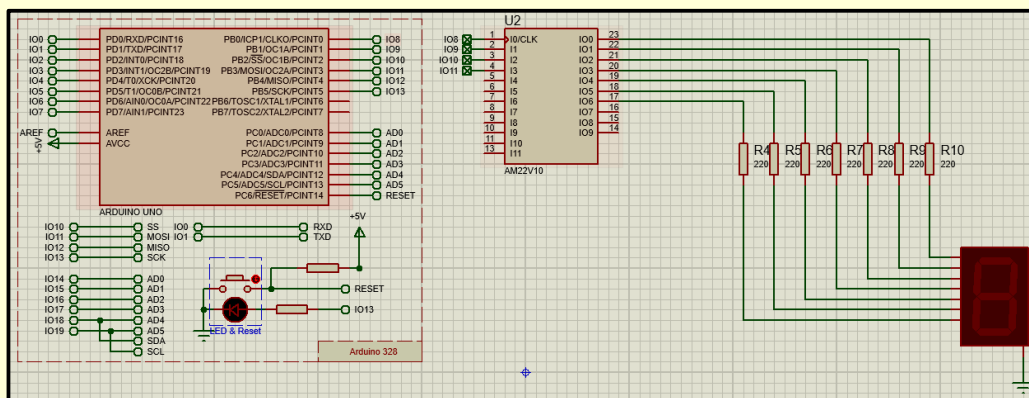 U2
IO0 PD0/RXD/PCINT16 PB0/ICP1/CLKO/PCINT0 IO8
IO1 PD1/TXD/PCINT17 PB1/OC1A/PCINT1 IO9
IO2 PD2/INT0/PCINT18 PB2/SS/OC1B/PCINT2 IO10
IO3 PD3/INT1/OC2B/PCINT19 PB3/MOSI/OC2A/PCINT3 IO11
IO4 PD4/T0/XCK/PCINT20 PB4/MISO/PCINT4 IO12
IO5 PD5/T1/OC0B/PCINT21 PB5/SCK/PCINT5 IO13
IO6 PD6/AIN0/OC0A/PCINT22 PB6/TOSC1/XTAL1/PCINT6
IO7 PD7/AIN1/PCINT23 PB7/TOSC2/XTAL2/PCINT7
AREF AREF PC0/ADC0/PCINT8 AD0
+5V AVCC PC1/ADC1/PCINT9 AD1
PC2/ADC2/PCINT10 AD2
PC3/ADC3/PCINT11 AD3
PC4/ADC4/SDA/PCINT12 AD4
PC5/ADC5/SCL/PCINT13 AD5
PC6/RESET/PCINT14 RESET
ARDUINO UNO
IO8 1 I0/CLK IO0 23
IO9 2 I1 IO1 22
IO10 3 I2 IO2 21
IO11 4 I3 IO3 20
5 I4 IO4 19
6 I5 IO5 18
7 I6 IO6 17
8 I7 IO7 16
9 I8 IO8 15
10 I9 IO9 14
11 I10
13 I11
AM22V10
R4 R5 R6 R7 R8 R9 R10
220 220 220 220 220 220 220
IO10 SS IO0 RXD
IO11 MOSI IO1 TXD
IO12 MISO
IO13 SCK
+5V
IO14 AD0
IO15 AD1
IO16 AD2
IO17 AD3
IO18 AD4
IO19 AD5
SDA
SCL
RESET
IO13
LED & Reset
Arduino 328